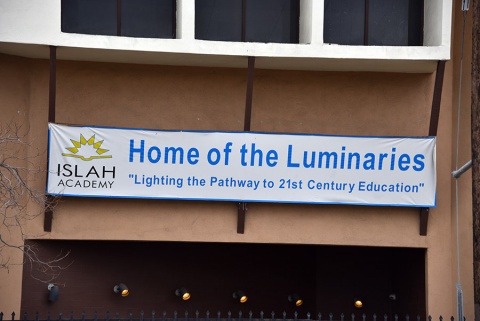 ISLAH
ACADEMY
Home of the Luminaries
"Lighting the Pathway to 21st Century Education"